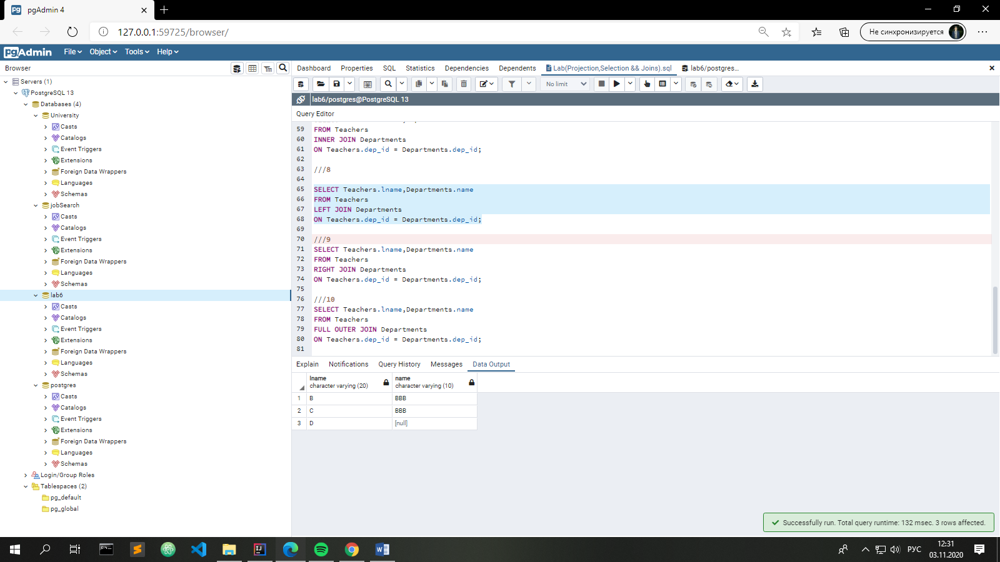 pgAdmin 4
127.0.0.1:59725/browser/
Не синхронизируется
pgAdmin File Object Tools Help
Browser
Dashboard Properties SQL Statistics Dependencies Dependents Lab(Projection,Selection && Joins).sql lab6/postgres...
Servers (1)
PostgreSQL 13
Databases (4)
University
Casts
Catalogs
Event Triggers
Extensions
Foreign Data Wrappers
Languages
Schemas
jobSearch
Casts
Catalogs
Event Triggers
Extensions
Foreign Data Wrappers
Languages
Schemas
lab6
Casts
Catalogs
Event Triggers
Extensions
Foreign Data Wrappers
Languages
Schemas
postgres
Casts
Catalogs
Event Triggers
Extensions
Foreign Data Wrappers
Languages
Schemas
Login/Group Roles
Tablespaces (2)
pg_default
pg_global
No limit
lab6/postgres@PostgreSQL 13
Query Editor
59 FROM Teachers
60 INNER JOIN Departments
61 ON Teachers.dep_id = Departments.dep_id;
62
63 ///8
64
65 SELECT Teachers.lname,Departments.name
66 FROM Teachers
67 LEFT JOIN Departments
68 ON Teachers.dep_id = Departments.dep_id;
69
70 ///9
71 SELECT Teachers.lname,Departments.name
72 FROM Teachers
73 RIGHT JOIN Departments
74 ON Teachers.dep_id = Departments.dep_id;
75
76 ///10
77 SELECT Teachers.lname,Departments.name
78 FROM Teachers
79 FULL OUTER JOIN Departments
80 ON Teachers.dep_id = Departments.dep_id;
81
Explain Notifications Query History Messages Data Output
lname name
character varying (20) character varying (10)
1 B BBB
2 C BBB
3 D [null]
Successfully run. Total query runtime: 132 msec. 3 rows affected.
РУС
12:31
03.11.2020